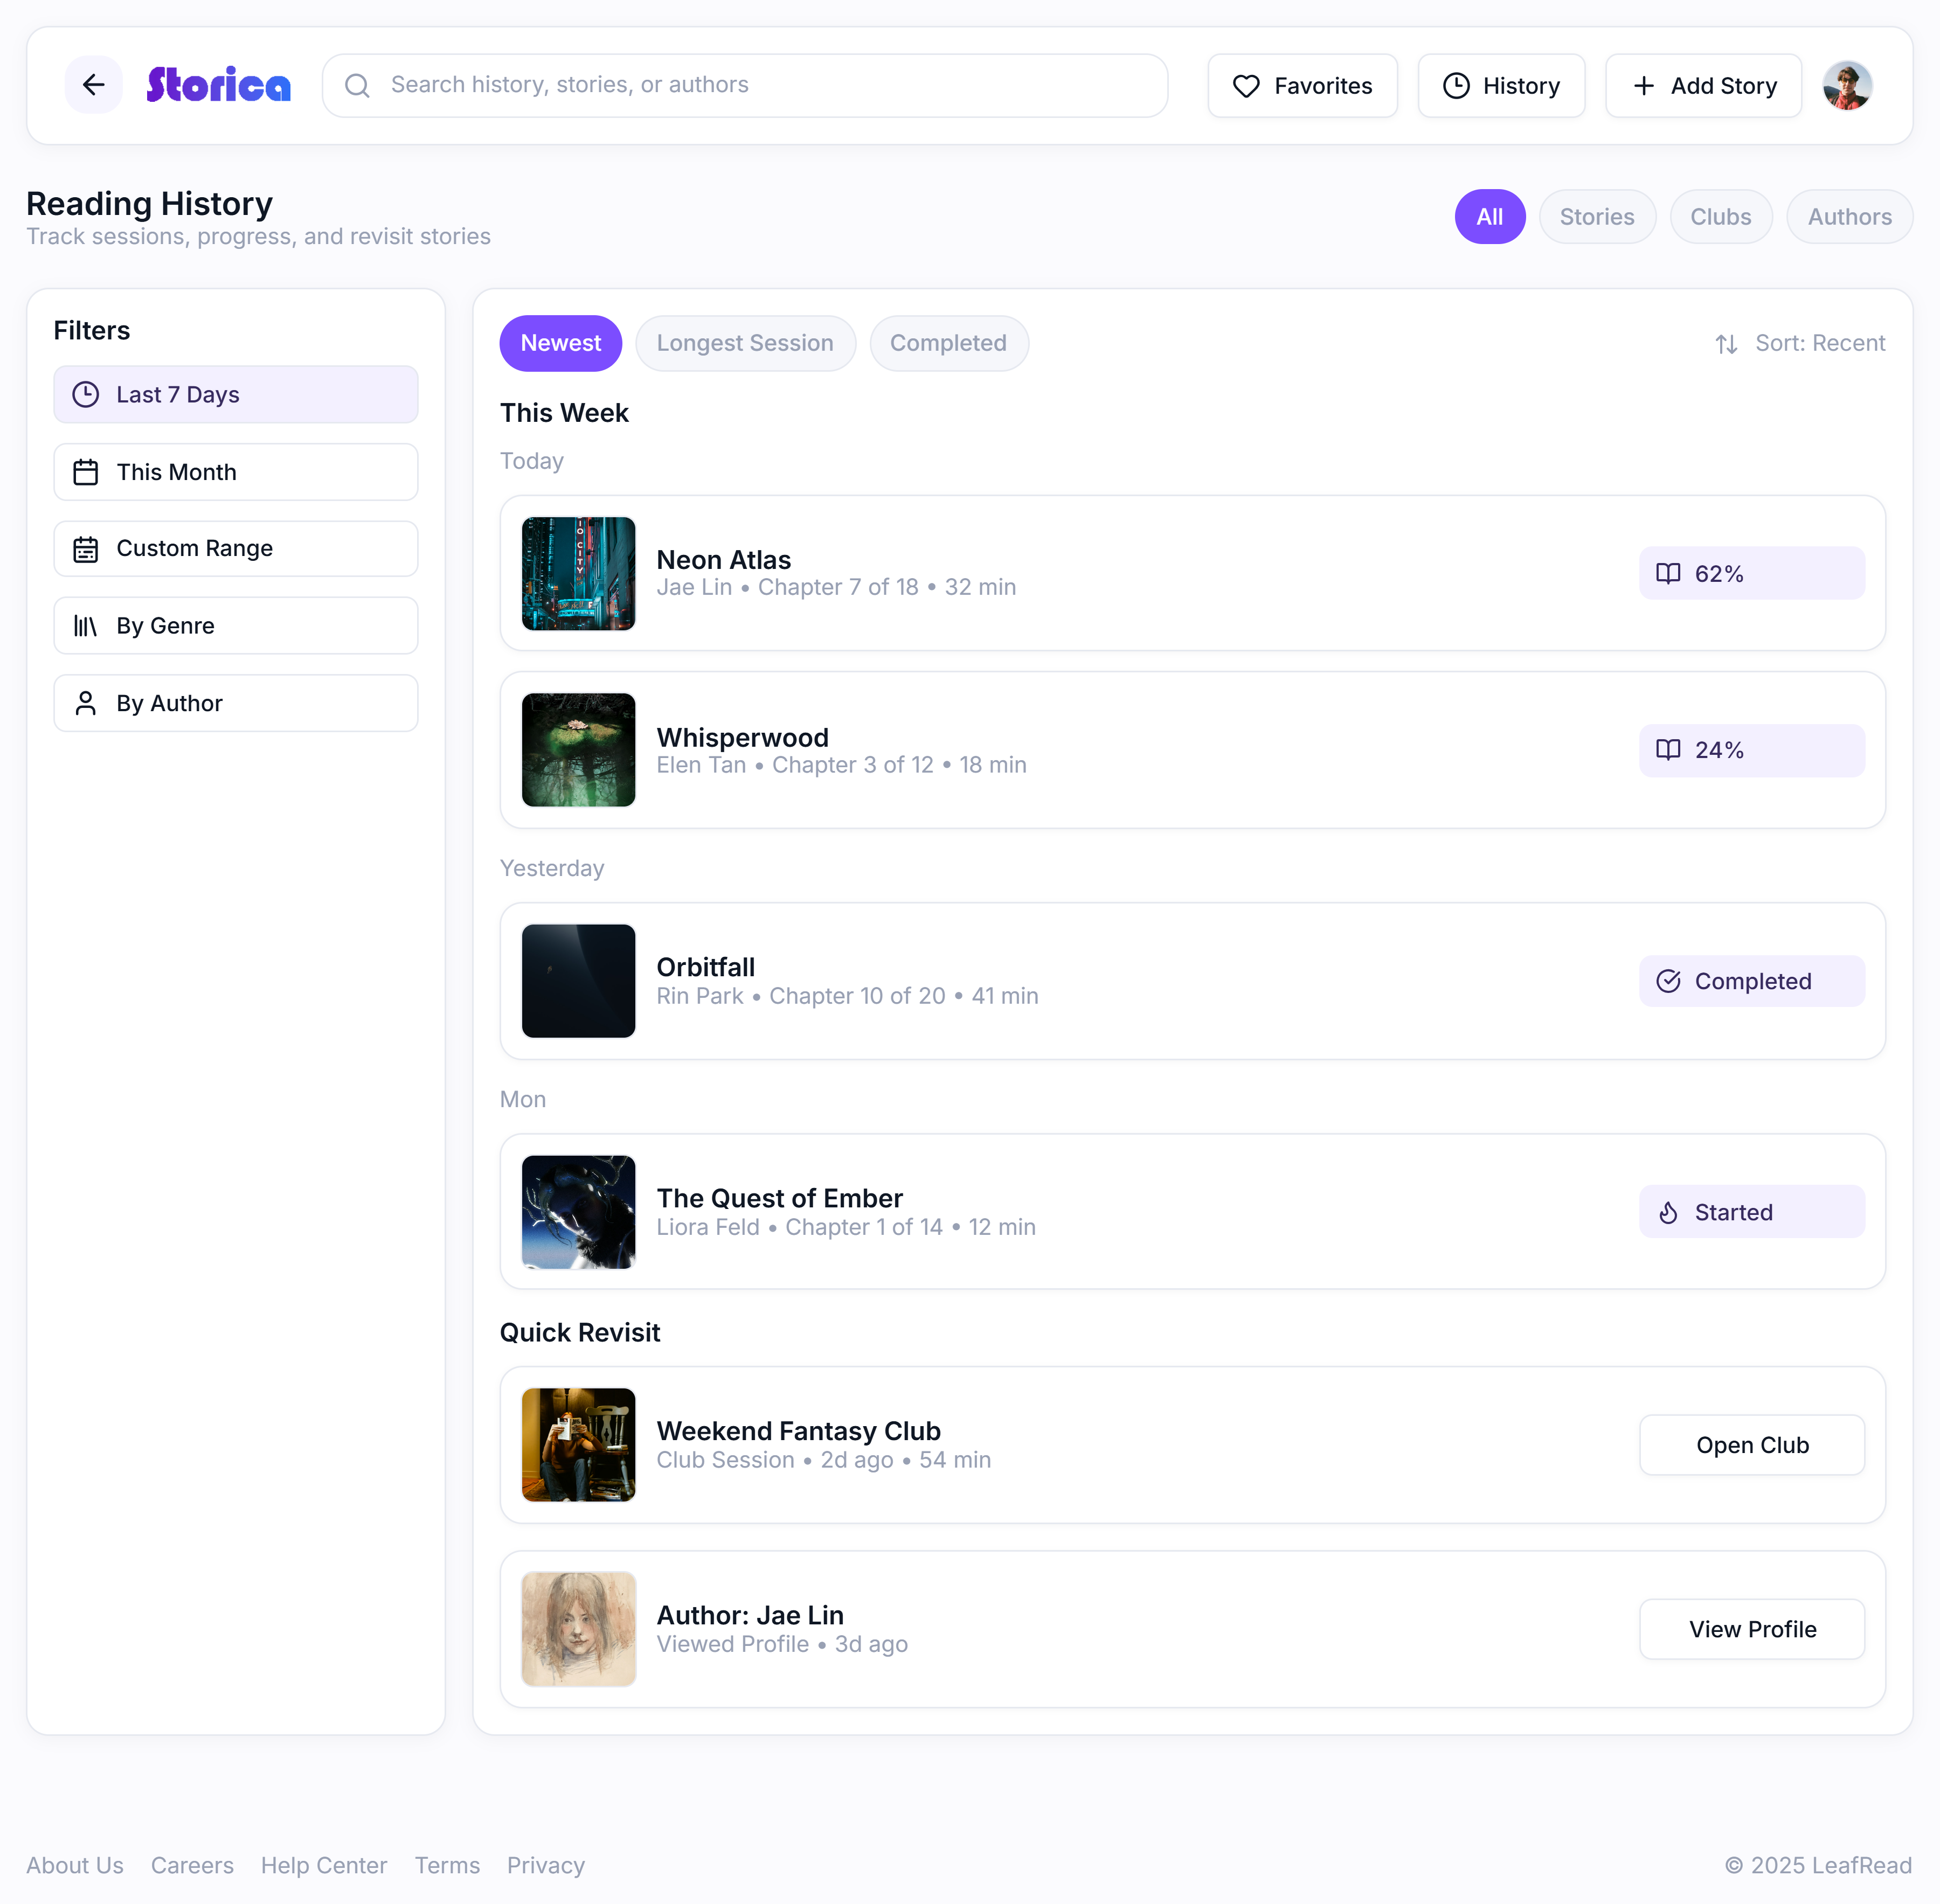 Storica
Search history, stories, or authors
Favorites
History
Add Story
Reading History
Track sessions, progress, and revisit stories
All
Stories
Clubs
Authors
Filters
Last 7 Days
This Month
Custom Range
By Genre
By Author
Newest
Longest Session
Completed
Sort: Recent
This Week
Today
IO CITY
Neon Atlas
Jae Lin • Chapter 7 of 18 • 32 min
62%
Whisperwood
Elen Tan • Chapter 3 of 12 • 18 min
24%
Yesterday
Orbitfall
Rin Park • Chapter 10 of 20 • 41 min
Completed
Mon
The Quest of Ember
Liora Feld • Chapter 1 of 14 • 12 min
Started
Quick Revisit
Weekend Fantasy Club
Club Session • 2d ago • 54 min
Open Club
Author: Jae Lin
Viewed Profile • 3d ago
View Profile
About Us
Careers
Help Center
Terms
Privacy
© 2025 LeafRead